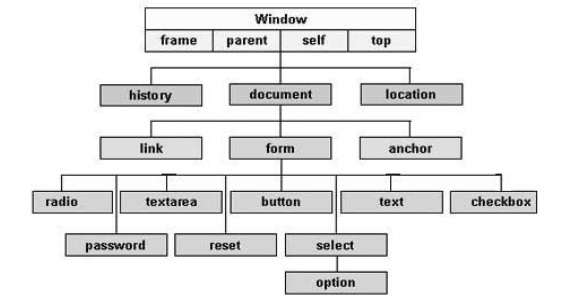 Window
frame parent self top
history document location
link form anchor
radio textarea button text checkbox
password reset select
option